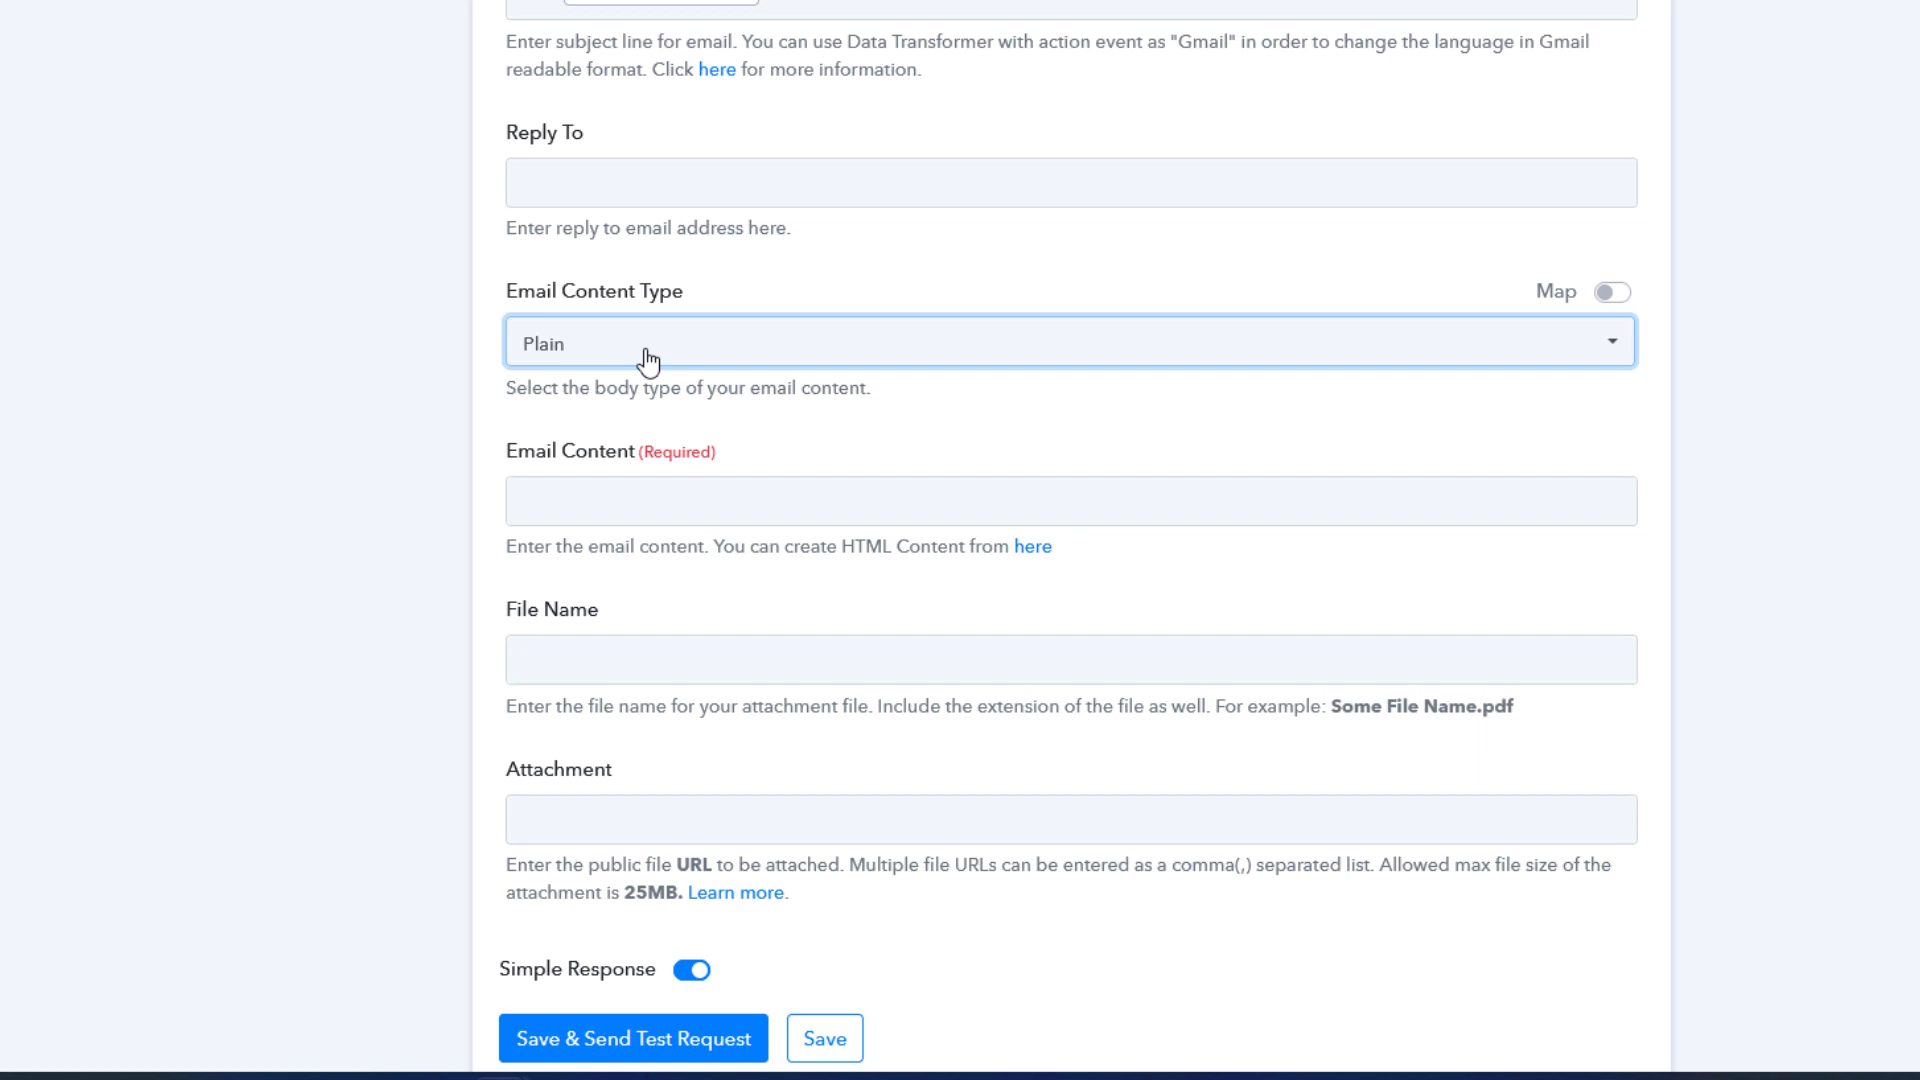 Enter subject line for email. You can use Data Transformer with action event as "Gmail" in order to change the language in Gmail
readable format. Click here for more information.
Reply To
Enter reply to email address here.
Email Content Type
Map
Plain
Select the body type of your email content.
Email Content (Required)
Enter the email content. You can create HTML Content from here
File Name
Enter the file name for your attachment file. Include the extension of the file as well. For example: Some File Name.pdf
Attachment
Enter the public file URL to be attached. Multiple file URLs can be entered as a comma(,) separated list. Allowed max file size of the
attachment is 25MB. Learn more.
Simple Response
Save & Send Test Request
Save